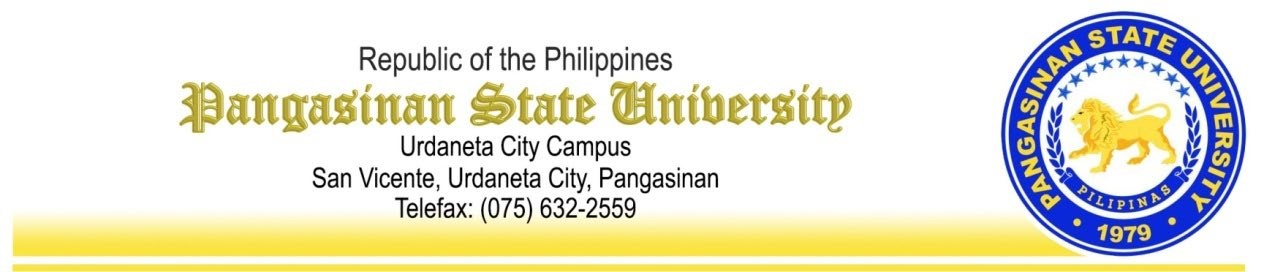 Republic of the Philippines
Pangasinan State University
Urdaneta City Campus
San Vicente, Urdaneta City, Pangasinan
Telefax: (075) 632-2559
PANGASINAN STATE UNIVERSITY
PILIPINAS
1979